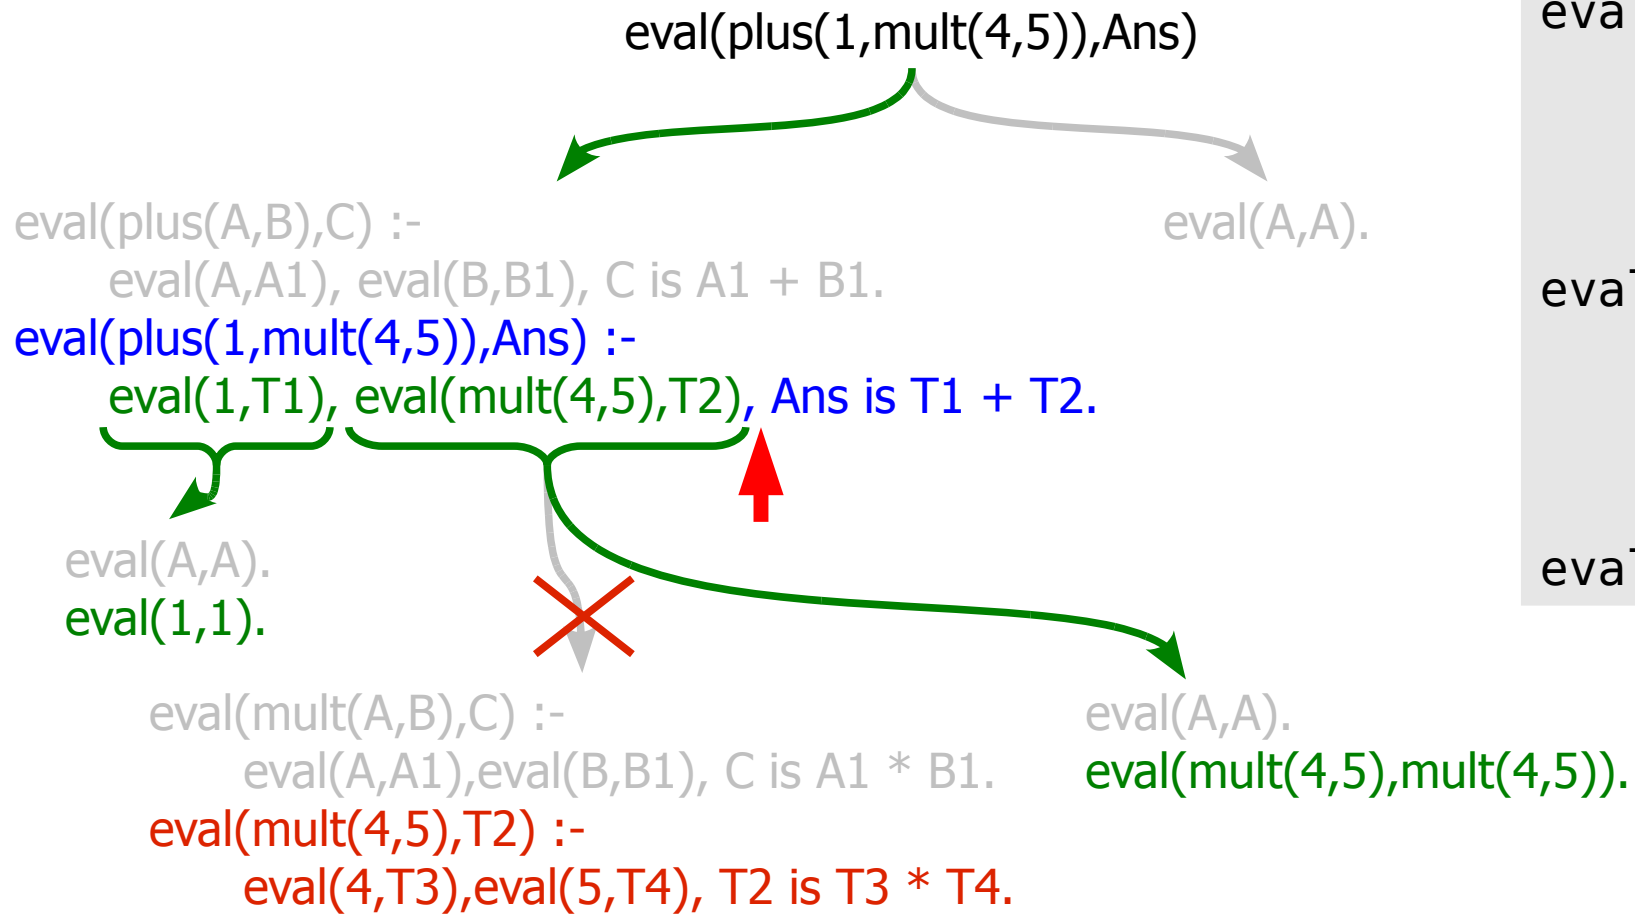 eval(plus(1,mult(4,5)),Ans)
eval(plus(A,B),C) :-
eval(A,A1), eval(B,B1), C is A1 + B1.
eval(A,A).
eval(plus(1,mult(4,5)),Ans) :-
eval(1,T1), eval(mult(4,5),T2), Ans is T1 + T2.
eval(A,A).
eval(1,1).
eval(mult(A,B),C) :-
eval(A,A1),eval(B,B1), C is A1 * B1.
eval(mult(4,5),T2) :-
eval(4,T3),eval(5,T4), T2 is T3 * T4.
eval(A,A).
eval(mult(4,5),mult(4,5)).